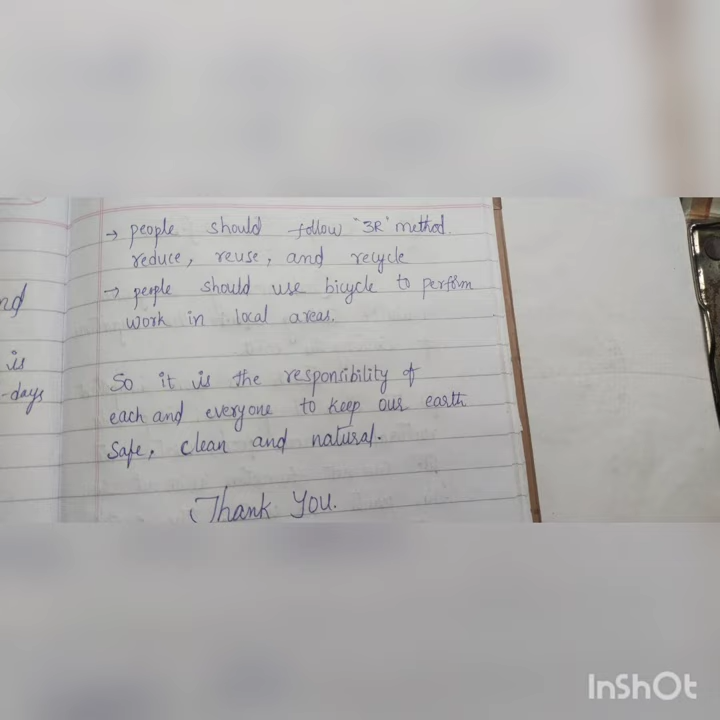 → people should follow '3R' method.
reduce, reuse, and recycle
→ people should use bicycle to perform
work in local areas.
So it is the responsibility of
each and everyone to keep our earth
safe, clean and natural.
Thank You.
is
-days
InShOt